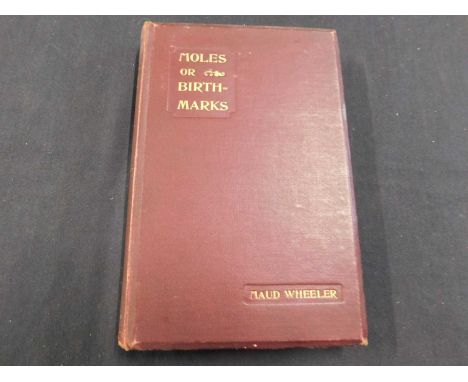 MOLES
OR
BIRTH-
MARKS
MAUD WHEELER